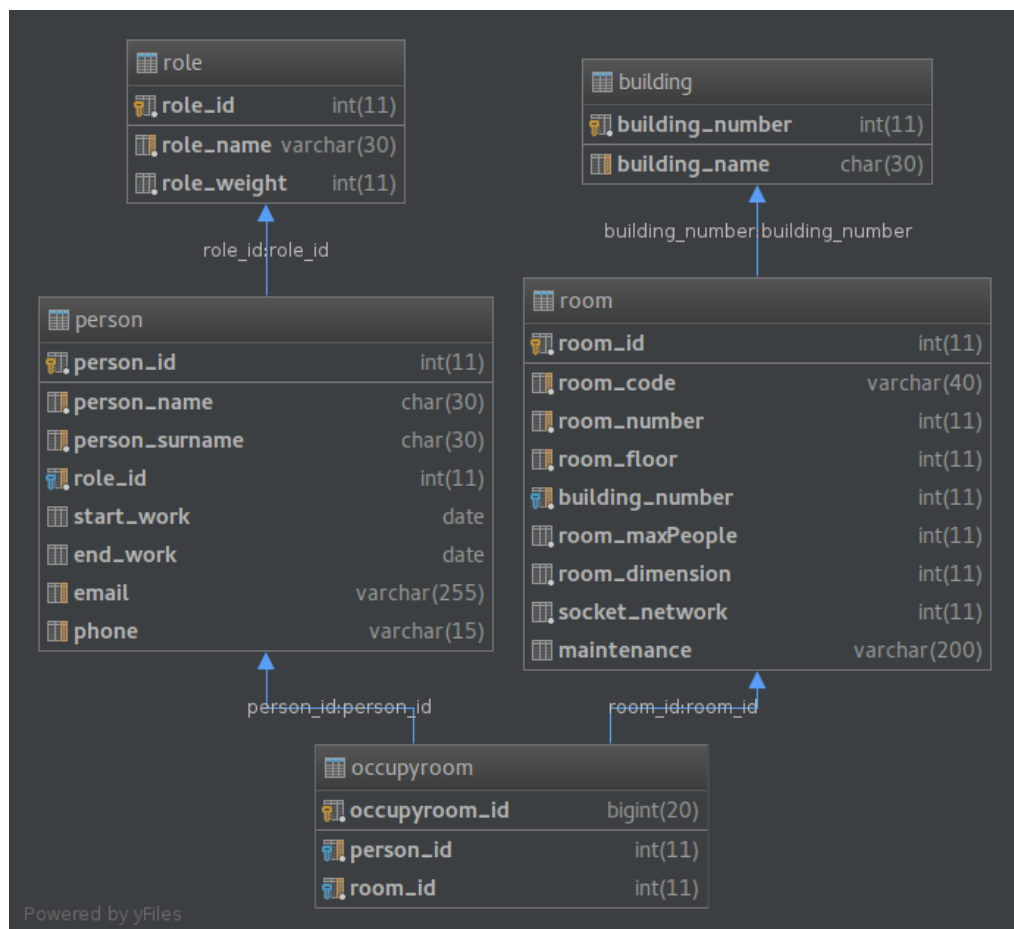 role
role_id int(11)
role_name varchar(30)
role_weight int(11)
building
building_number int(11)
building_name char(30)
role_id:role_id
building_number:building_number
person
person_id int(11)
person_name char(30)
person_surname char(30)
role_id int(11)
start_work date
end_work date
email varchar(255)
phone varchar(15)
room
room_id int(11)
room_code varchar(40)
room_number int(11)
room_floor int(11)
building_number int(11)
room_maxPeople int(11)
room_dimension int(11)
socket_network int(11)
maintenance varchar(200)
person_id:person_id
room_id:room_id
occupyroom
occupyroom_id bigint(20)
person_id int(11)
room_id int(11)
Powered by yFiles